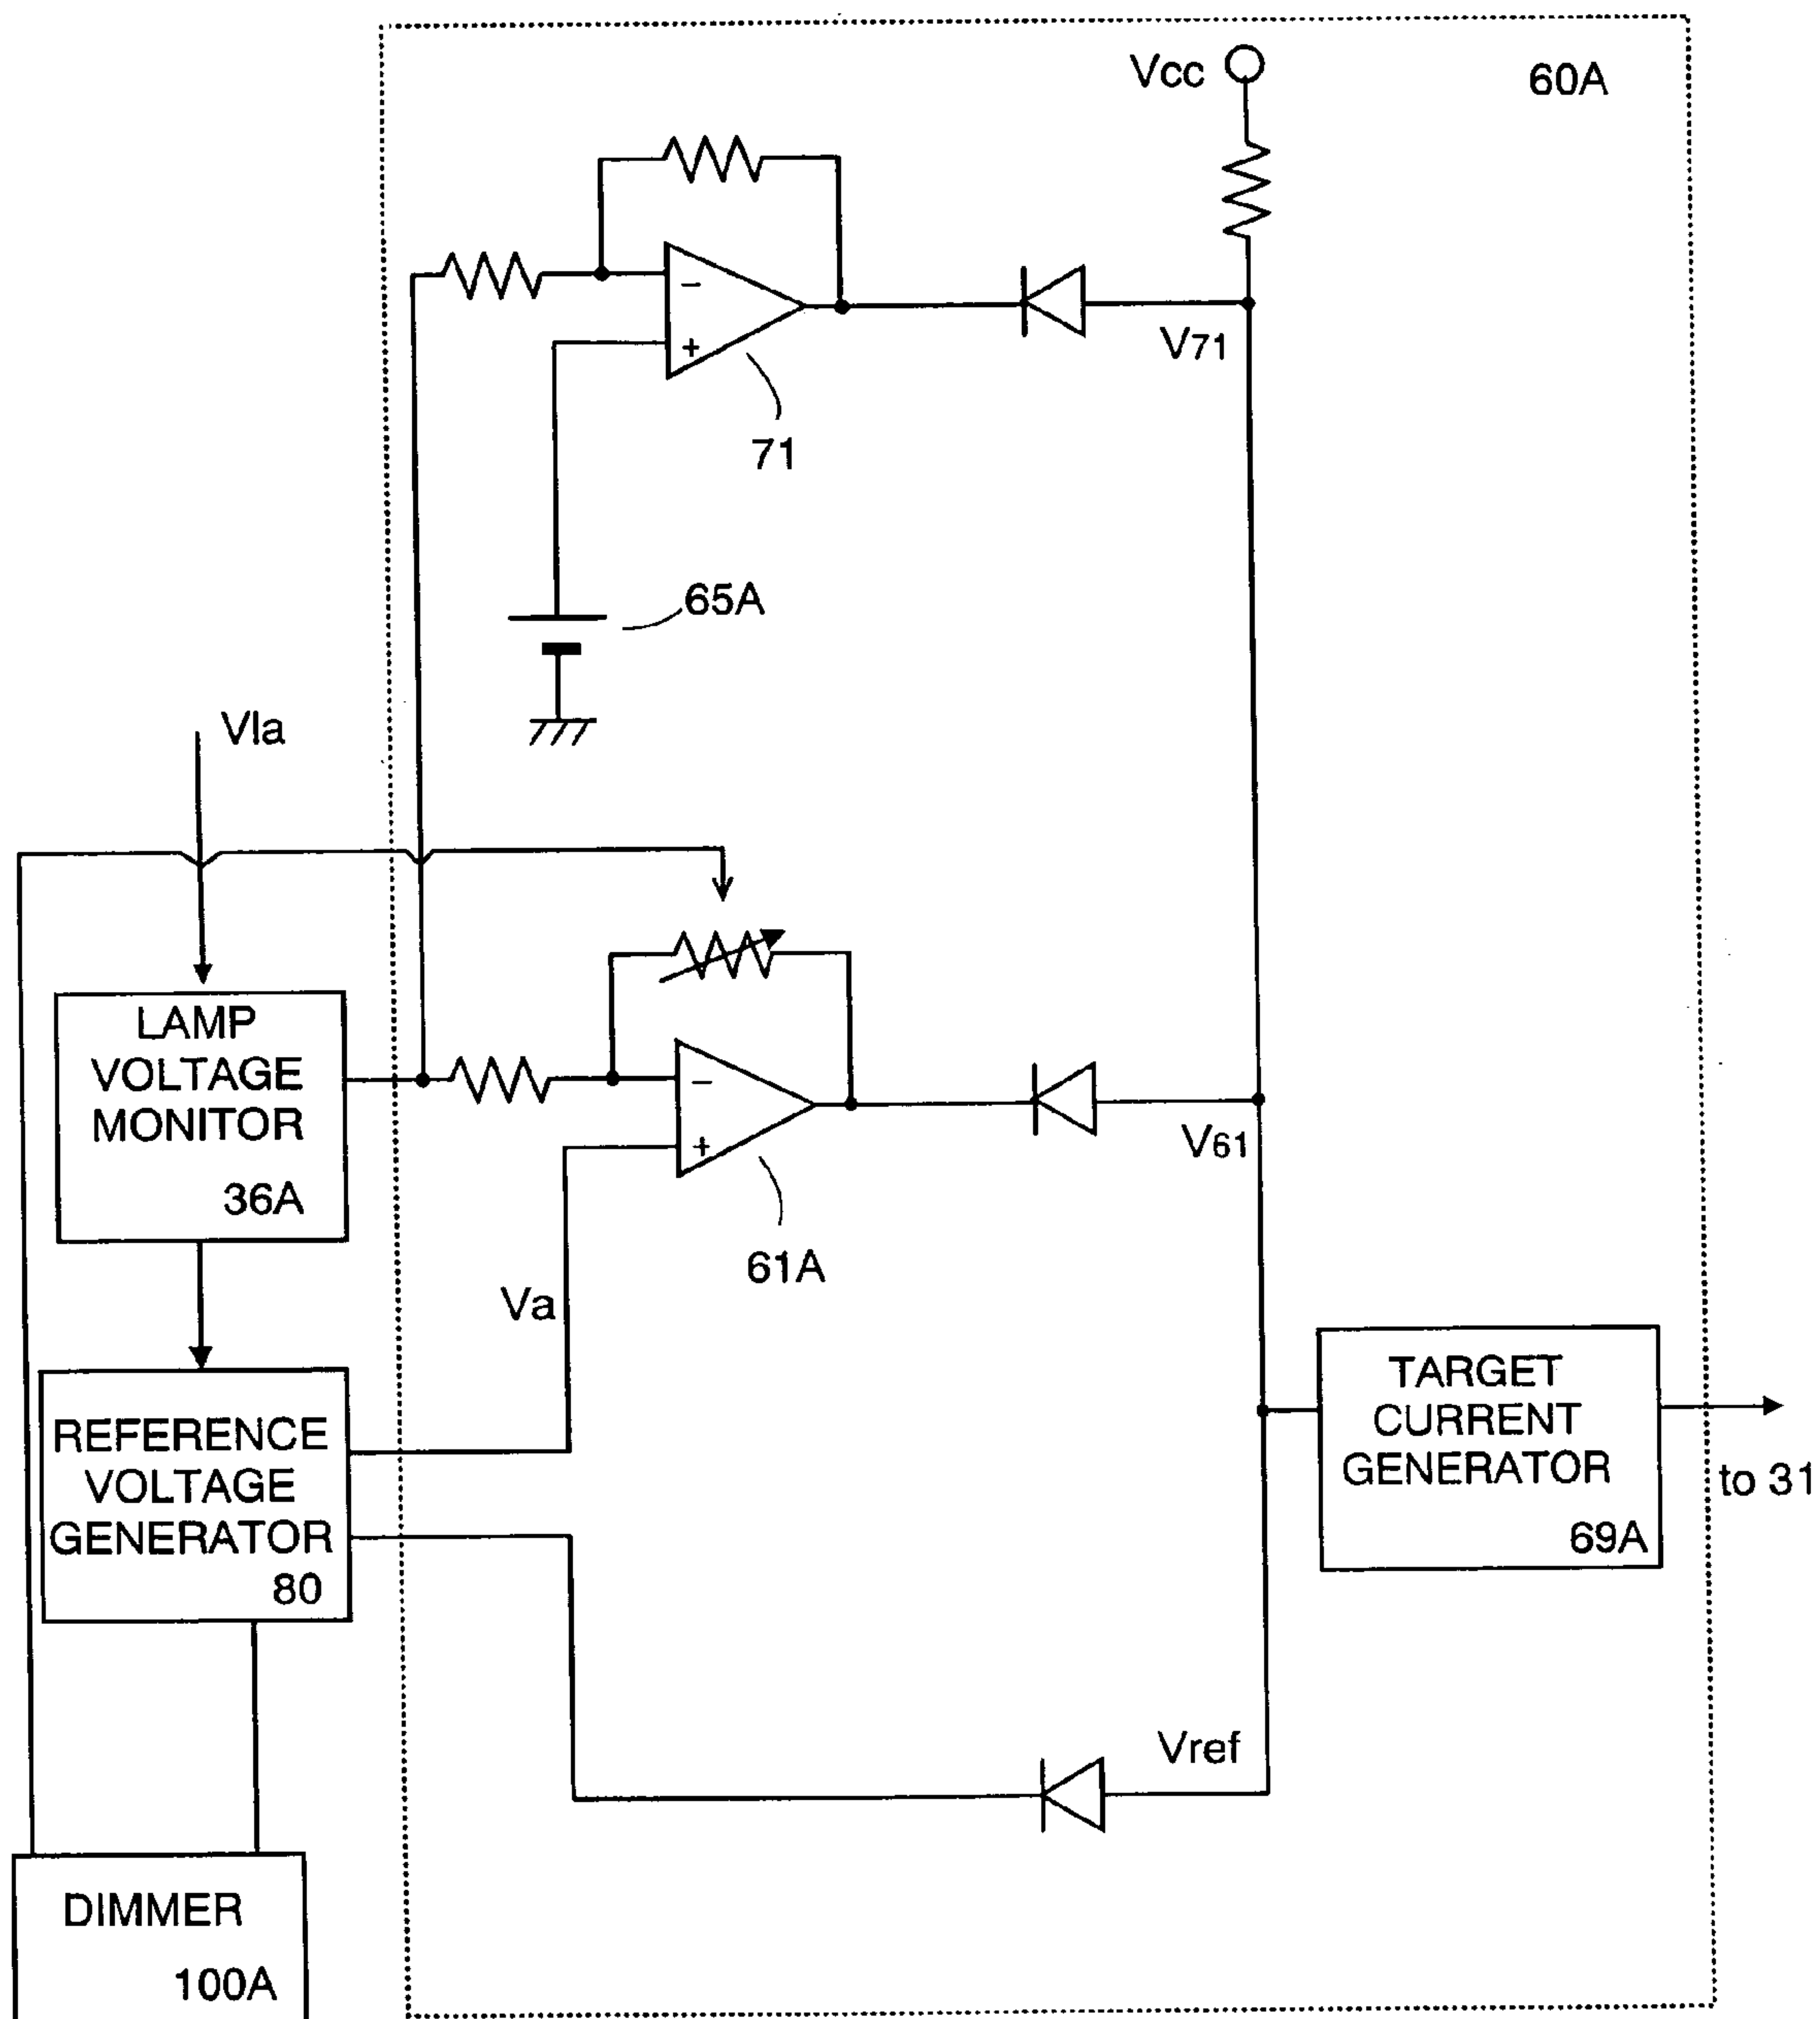 Vcc
60A
−
+
V71
71
65A
Vla
LAMP
VOLTAGE
MONITOR
36A
−
+
V61
61A
Va
TARGET
CURRENT
GENERATOR
69A
to 31
REFERENCE
VOLTAGE
GENERATOR
80
Vref
DIMMER
100A